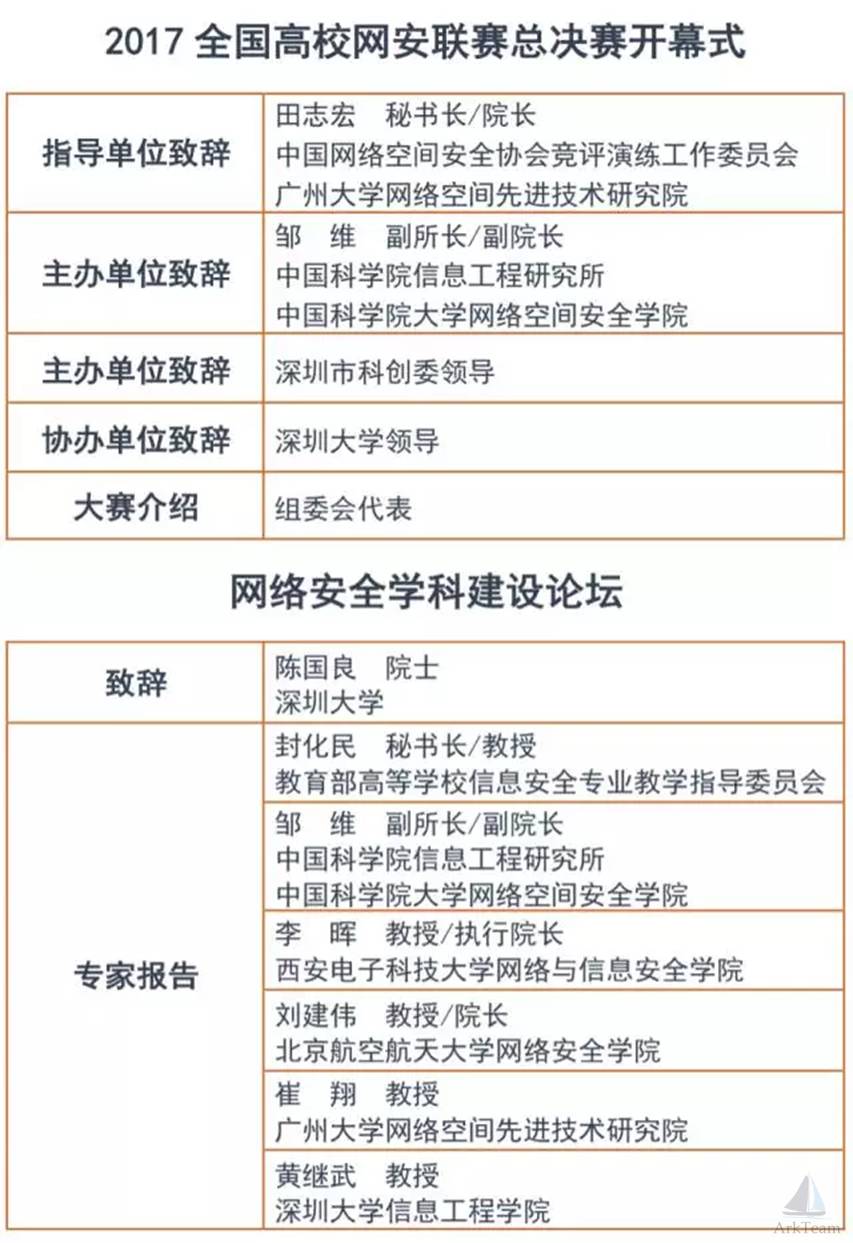 2017 全国高校网安联赛总决赛开幕式
指导单位致辞
田志宏 秘书长/院长
中国网络空间安全协会竞评演练工作委员会
广州大学网络空间先进技术研究院
主办单位致辞
邹 维 副所长/副院长
中国科学院信息工程研究所
中国科学院大学网络空间安全学院
主办单位致辞
深圳市科创委领导
协办单位致辞
深圳大学领导
大赛介绍
组委会代表
网络安全学科建设论坛
致辞
陈国良 院士
深圳大学
专家报告
封化民 秘书长/教授
教育部高等学校信息安全专业教学指导委员会
邹 维 副所长/副院长
中国科学院信息工程研究所
中国科学院大学网络空间安全学院
李 晖 教授/执行院长
西安电子科技大学网络与信息安全学院
刘建伟 教授/院长
北京航空航天大学网络安全学院
崔 翔 教授
广州大学网络空间先进技术研究院
黄继武 教授
深圳大学信息工程学院
ArkTeam